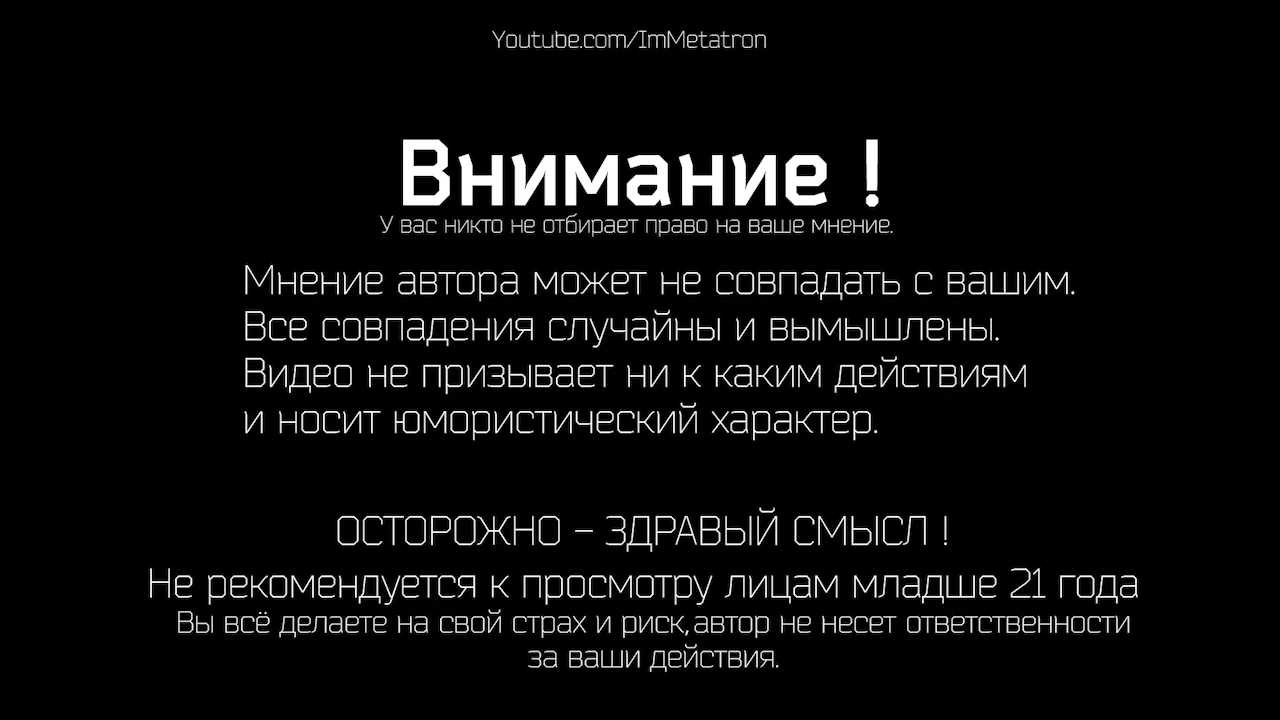 Youtube.com/ImMetatron
Внимание !
У вас никто не отбирает право на ваше мнение.
Мнение автора может не совпадать с вашим.
Все совпадения случайны и вымышлены.
Видео не призывает ни к каким действиям
и носит юмористический характер.
ОСТОРОЖНО – ЗДРАВЫЙ СМЫСЛ !
Не рекомендуется к просмотру лицам младше 21 года
Вы всё делаете на свой страх и риск, автор не несет ответственности
за ваши действия.